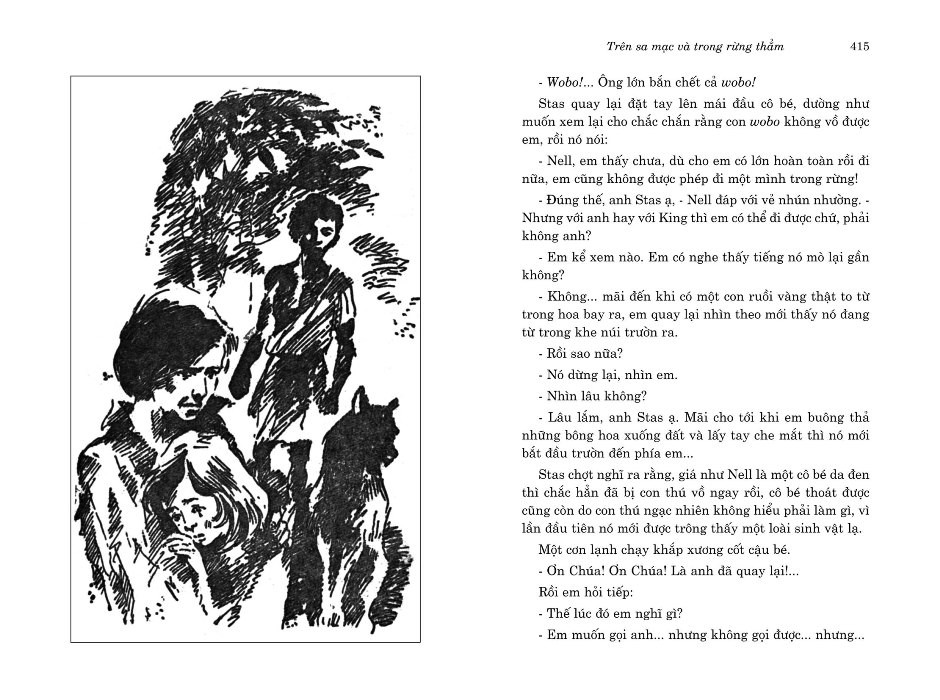 Trên sa mạc và trong rừng thẳm 415
- Wobo!... Ông lớn bắn chết cả wobo!
Stas quay lại đặt tay lên mái đầu cô bé, dường như
muốn xem lại cho chắc chắn rằng con wobo không vồ được
em, rồi nó nói:
- Nell, em thấy chưa, dù cho em có lớn hoàn toàn rồi đi
nữa, em cũng không được phép đi một mình trong rừng!
- Đúng thế, anh Stas ạ, - Nell đáp với vẻ nhún nhường. -
Nhưng với anh hay với King thì em có thể đi được chứ, phải
không anh?
- Em kể xem nào. Em có nghe thấy tiếng nó mò lại gần
không?
- Không... mãi đến khi có một con ruồi vàng thật to từ
trong hoa bay ra, em quay lại nhìn theo mới thấy nó đang
từ trong khe núi trườn ra.
- Rồi sao nữa?
- Nó dừng lại, nhìn em.
- Nhìn lâu không?
- Lâu lắm, anh Stas ạ. Mãi cho tới khi em buông thả
những bông hoa xuống đất và lấy tay che mắt thì nó mới
bắt đầu trườn đến phía em...
Stas chợt nghĩ ra rằng, giá như Nell là một cô bé da đen
thì chắc hẳn đã bị con thú vồ ngay rồi, cô bé thoát được
cũng còn do con thú ngạc nhiên không hiểu phải làm gì, vì
lần đầu tiên nó mới được trông thấy một loài sinh vật lạ.
Một cơn lạnh chạy khắp xương cốt cậu bé.
- Ơn Chúa! Ơn Chúa! Là anh đã quay lại!...
Rồi em hỏi tiếp:
- Thế lúc đó em nghĩ gì?
- Em muốn gọi anh... nhưng không gọi được... nhưng...